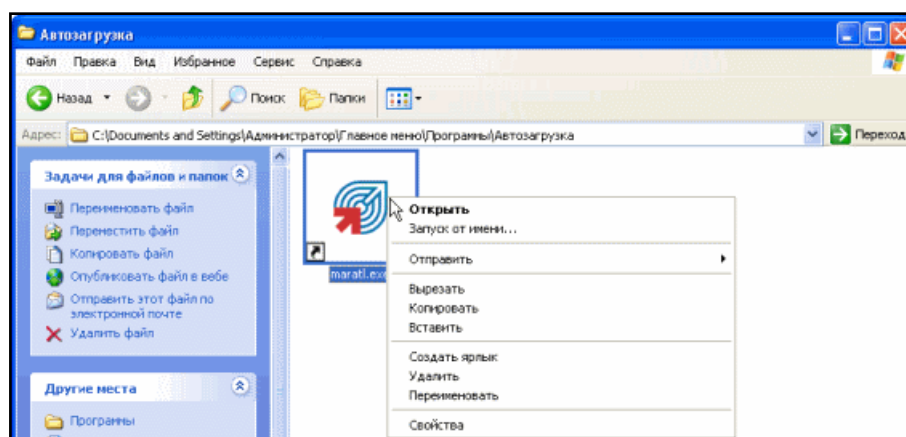 Автозагрузка
Файл Правка Вид Избранное Сервис Справка
Назад Поиск Папки
Адрес: C:\Documents and Settings\Администратор\Главное меню\Программы\Автозагрузка Переход
Задачи для файлов и папок
Переименовать файл
Переместить файл
Копировать файл
Опубликовать файл в вебе
Отправить этот файл по
электронной почте
Удалить файл
Другие места
Программы
maratl.exe
Открыть
Запуск от имени...
Отправить
Вырезать
Копировать
Вставить
Создать ярлык
Удалить
Переименовать
Свойства